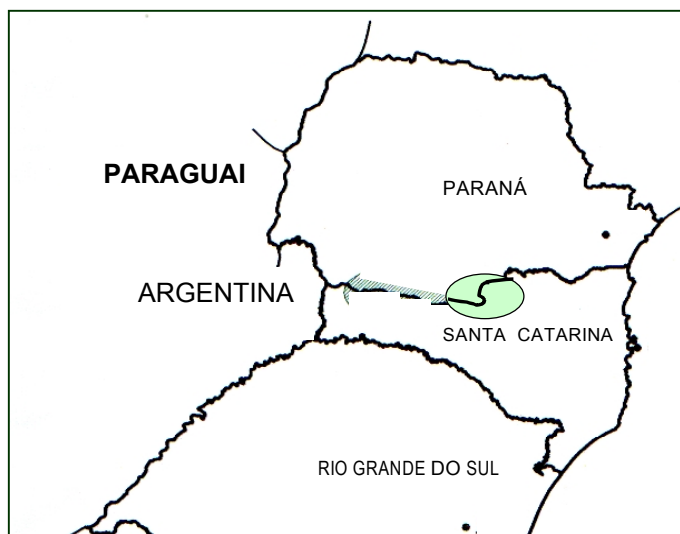 PARAGUAI
PARANÁ
ARGENTINA
SANTA CATARINA
RIO GRANDE DO SUL